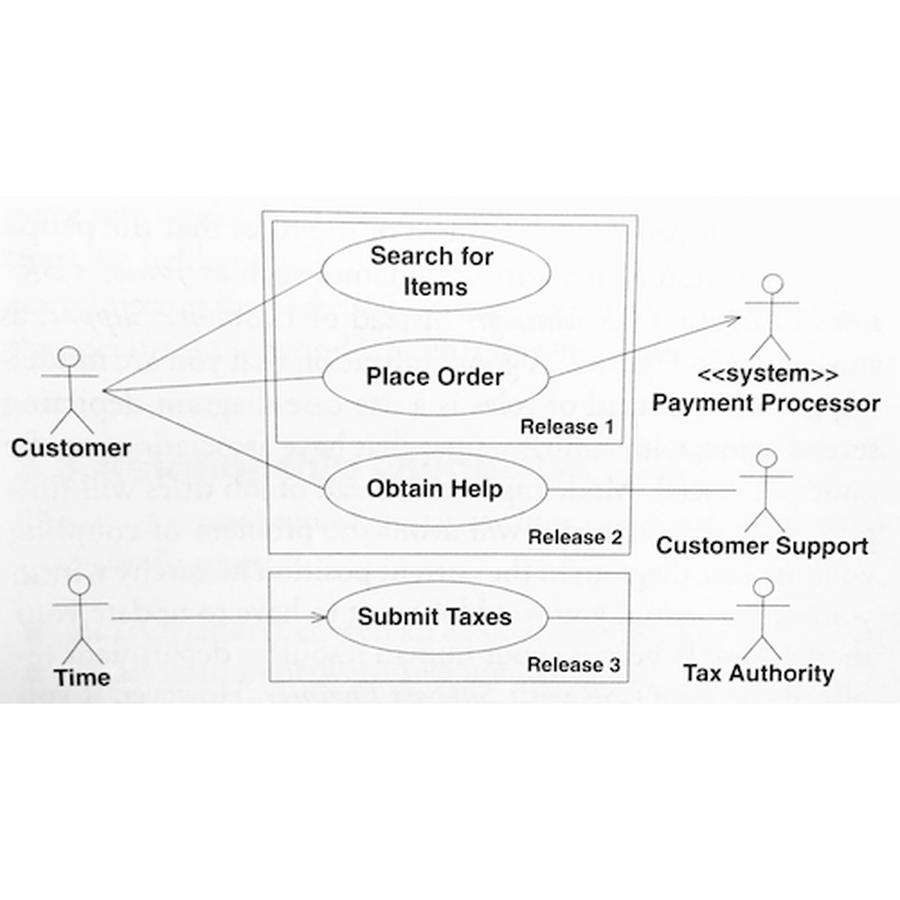 Search for
Items
Place Order
Release 1
<<system>>
Payment Processor
Customer
Obtain Help
Release 2
Customer Support
Submit Taxes
Release 3
Time
Tax Authority